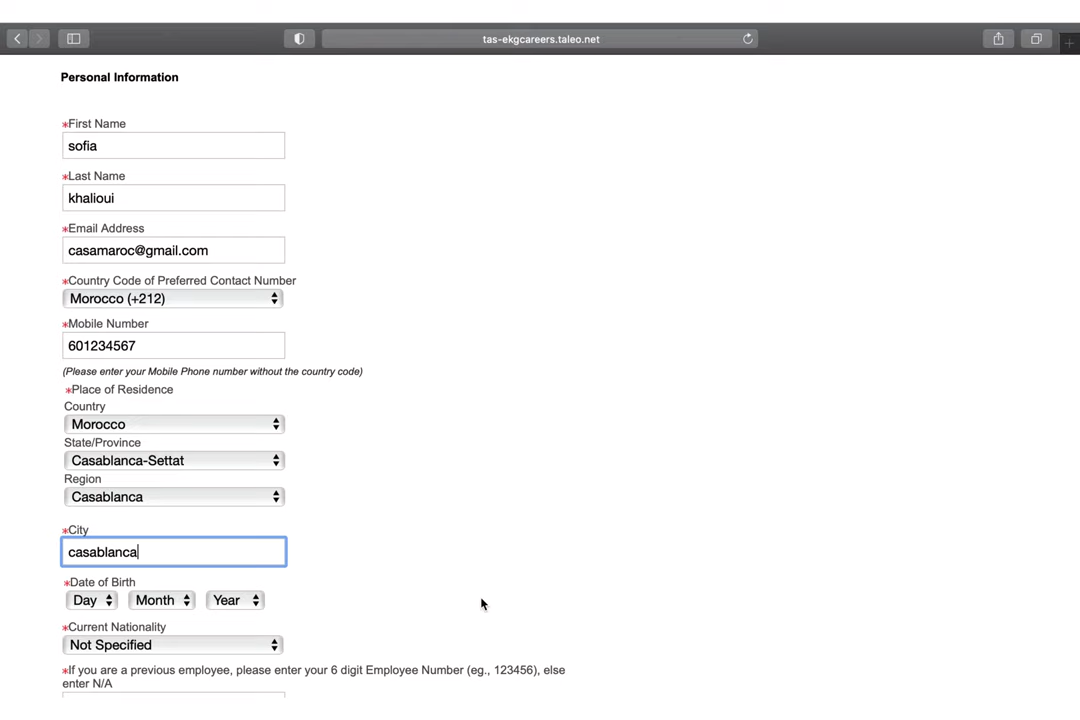 tas-ekgcareers.taleo.net
Personal Information
*First Name
sofia
*Last Name
khalioui
*Email Address
casamaroc@gmail.com
*Country Code of Preferred Contact Number
Morocco (+212)
*Mobile Number
601234567
(Please enter your Mobile Phone number without the country code)
*Place of Residence
Country
Morocco
State/Province
Casablanca-Settat
Region
Casablanca
*City
casablanca
*Date of Birth
Day Month Year
*Current Nationality
Not Specified
*If you are a previous employee, please enter your 6 digit Employee Number (eg., 123456), else
enter N/A